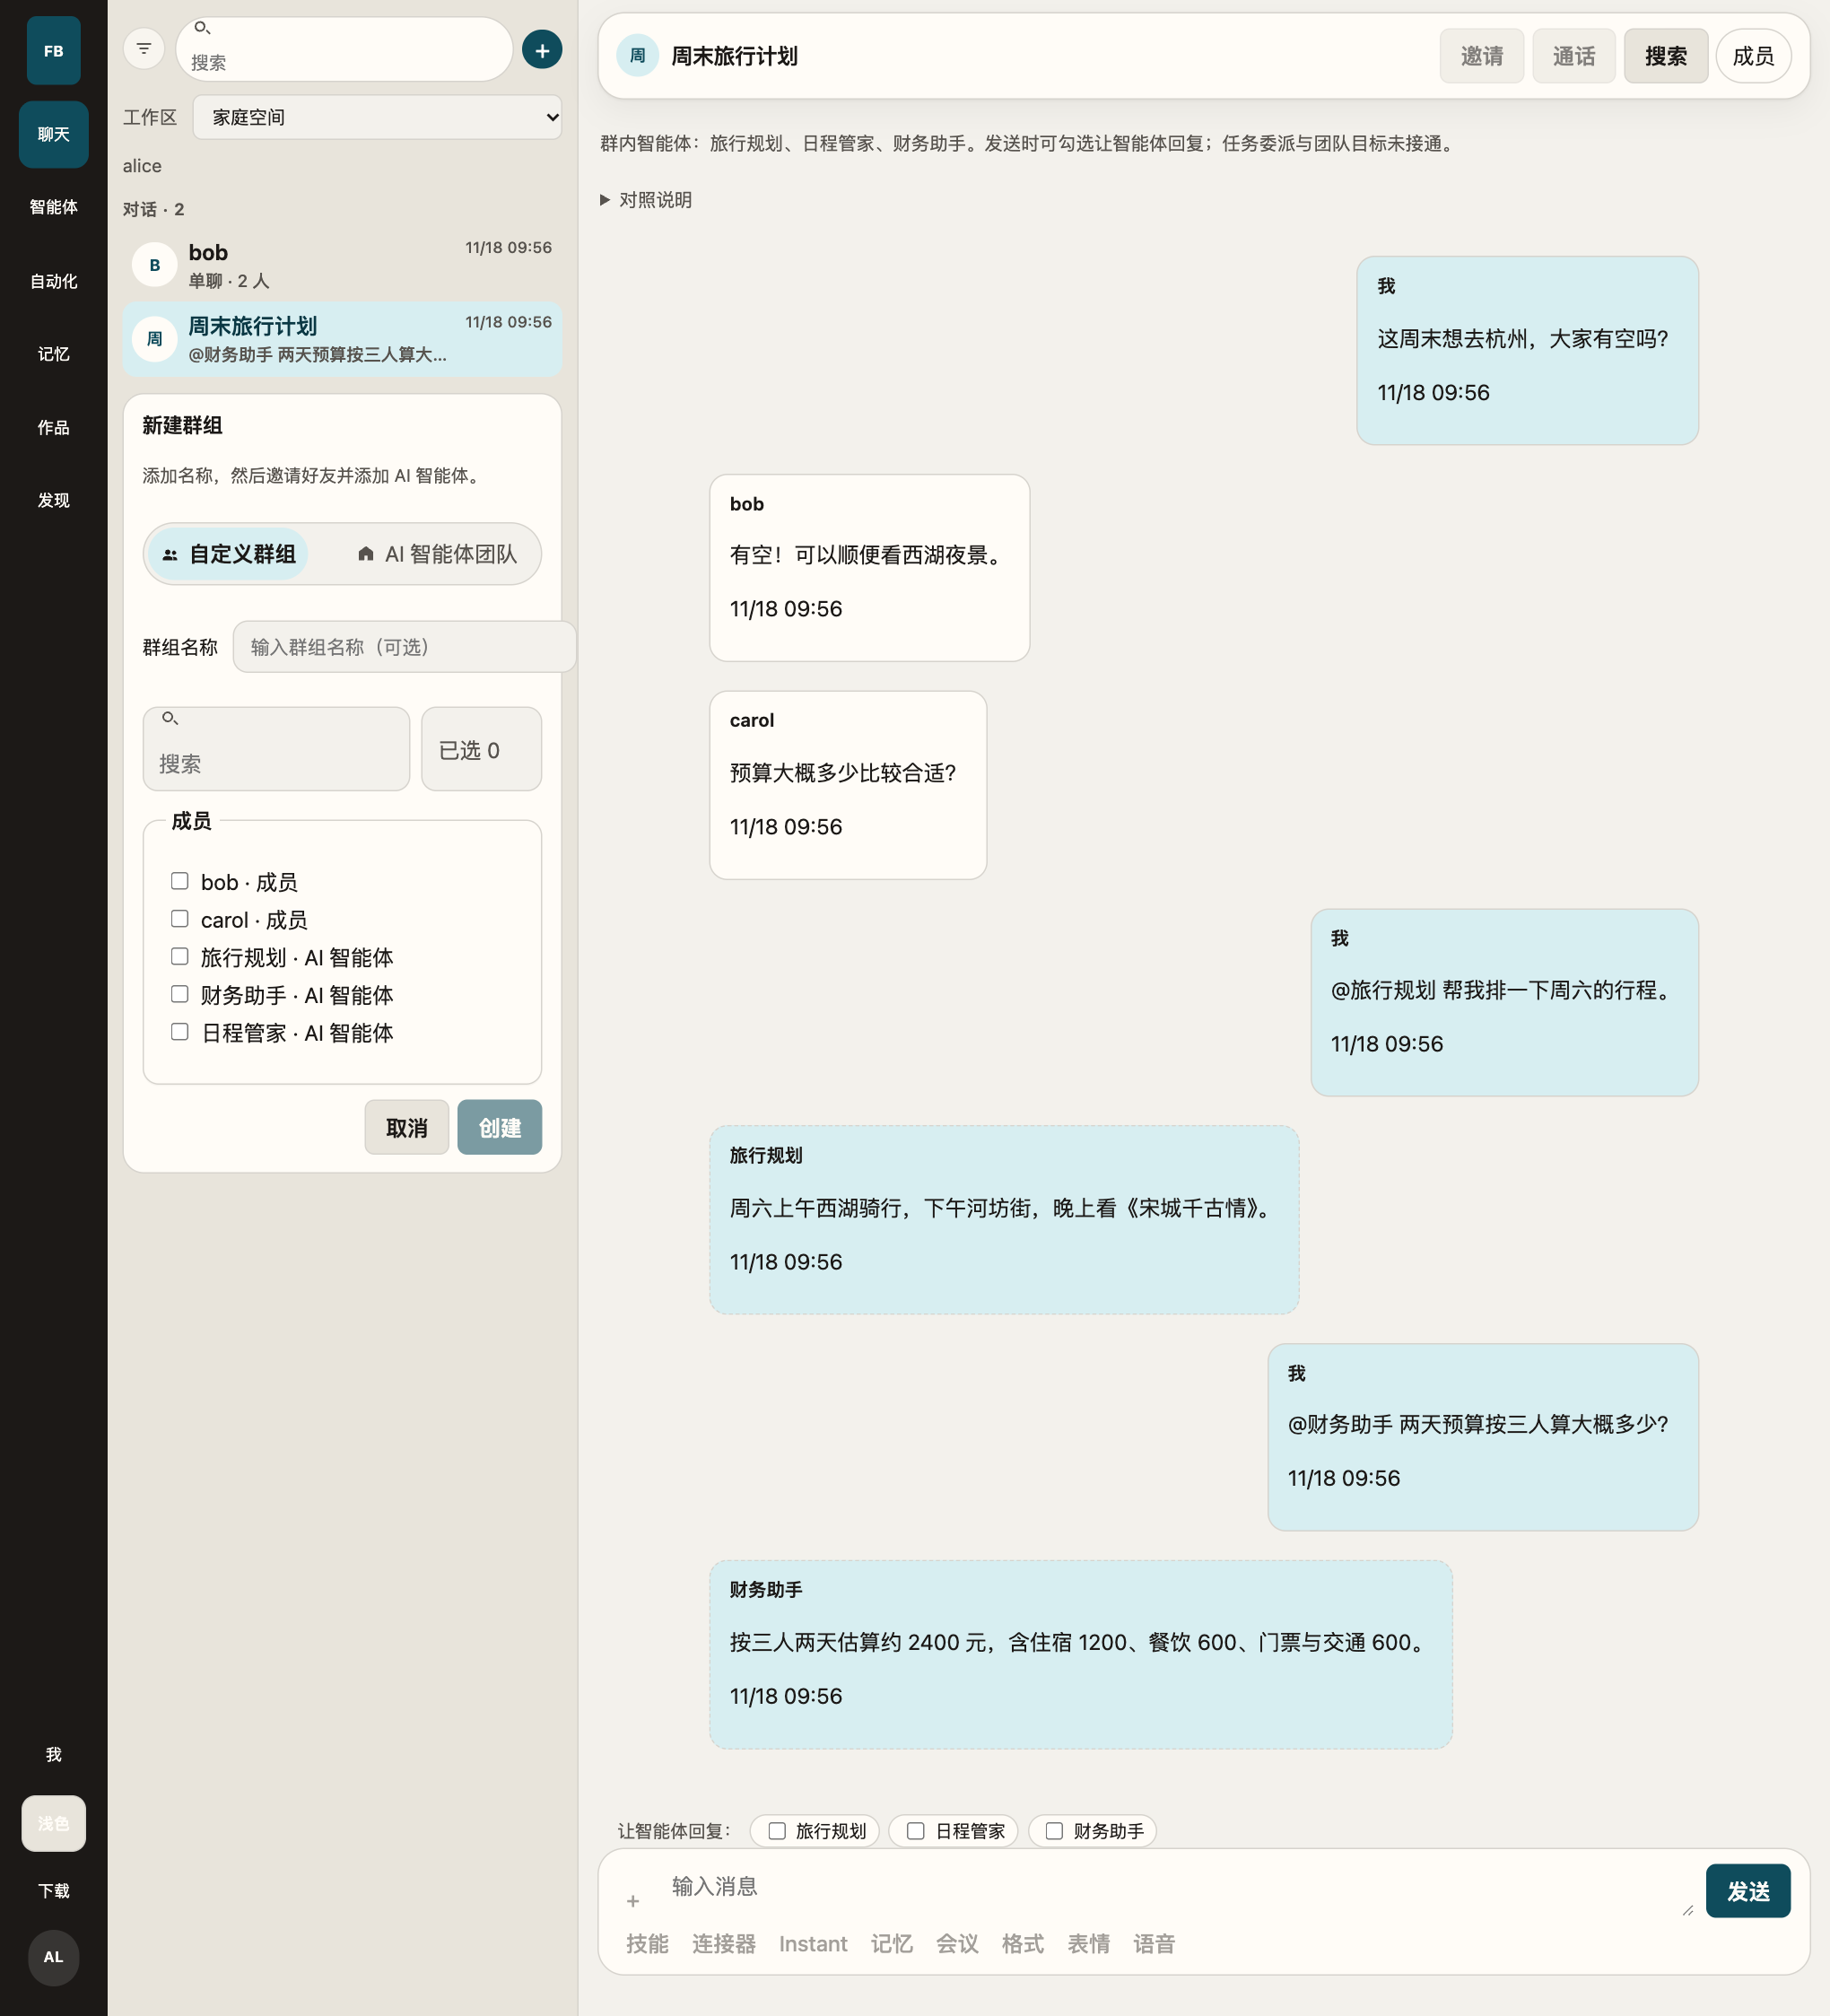 FB
聊天
智能体
自动化
记忆
作品
发现
我
浅色
下载
AL
搜索
+
工作区 家庭空间
alice
对话 · 2
B
bob
11/18 09:56
单聊 · 2 人
周
周末旅行计划
11/18 09:56
@财务助手 两天预算按三人算大...
新建群组
添加名称，然后邀请好友并添加 AI 智能体。
自定义群组 AI 智能体团队
群组名称 输入群组名称（可选）
搜索
已选 0
成员
bob · 成员
carol · 成员
旅行规划 · AI 智能体
财务助手 · AI 智能体
日程管家 · AI 智能体
取消 创建
周 周末旅行计划 邀请 通话 搜索 成员
群内智能体：旅行规划、日程管家、财务助手。发送时可勾选让智能体回复；任务委派与团队目标未接通。
▶ 对照说明
我
这周末想去杭州，大家有空吗？
11/18 09:56
bob
有空！可以顺便看西湖夜景。
11/18 09:56
carol
预算大概多少比较合适？
11/18 09:56
我
@旅行规划 帮我排一下周六的行程。
11/18 09:56
旅行规划
周六上午西湖骑行，下午河坊街，晚上看《宋城千古情》。
11/18 09:56
我
@财务助手 两天预算按三人算大概多少？
11/18 09:56
财务助手
按三人两天估算约 2400 元，含住宿 1200、餐饮 600、门票与交通 600。
11/18 09:56
让智能体回复： 旅行规划 日程管家 财务助手
+ 输入消息 发送
技能 连接器 Instant 记忆 会议 格式 表情 语音